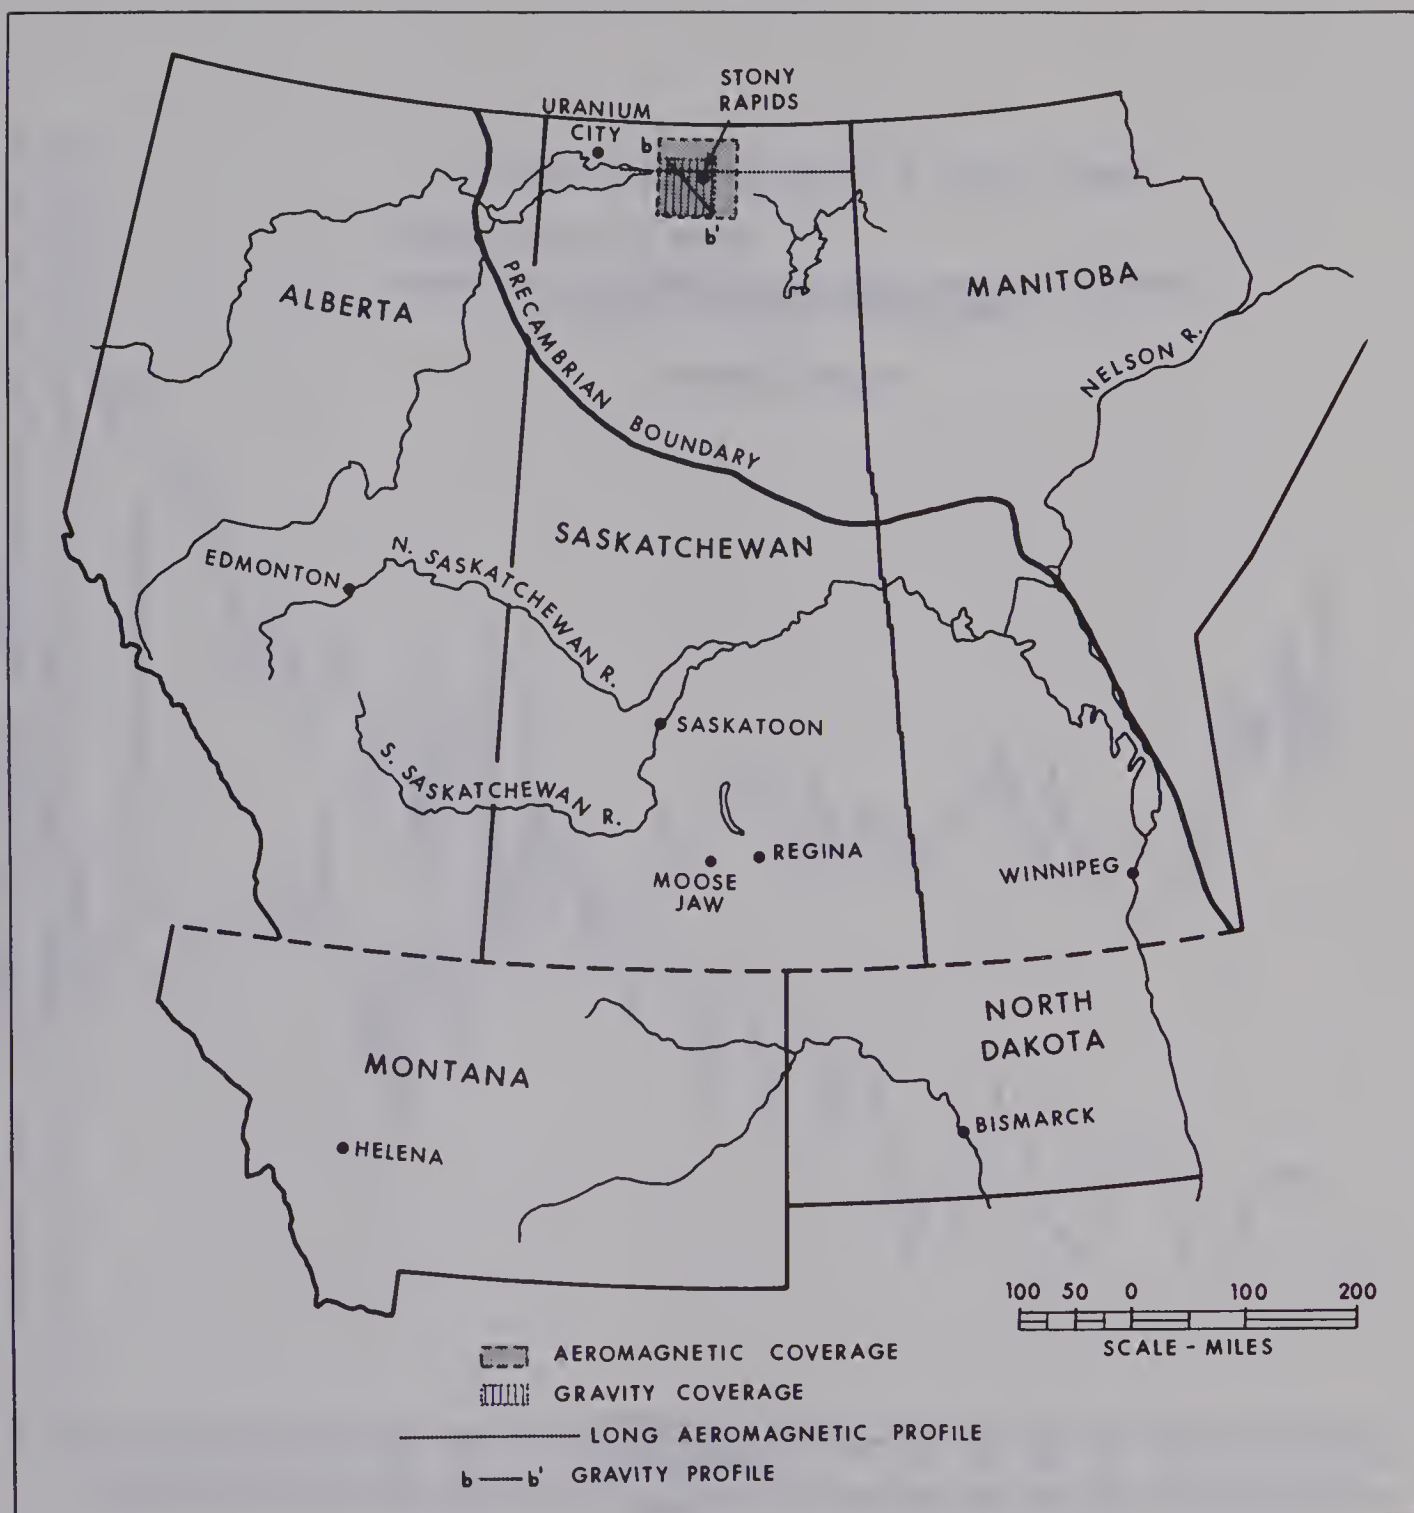 STONY
RAPIDS
URANIUM
CITY
b
b'
ALBERTA
PRECAMBRIAN BOUNDARY
MANITOBA
NELSON R.
SASKATCHEWAN
EDMONTON
N. SASKATCHEWAN R.
SASKATOON
S. SASKATCHEWAN R.
REGINA
MOOSE
JAW
WINNIPEG
NORTH
DAKOTA
MONTANA
BISMARCK
HELENA
100 50 0 100 200
SCALE - MILES
AEROMAGNETIC COVERAGE
GRAVITY COVERAGE
LONG AEROMAGNETIC PROFILE
b b' GRAVITY PROFILE